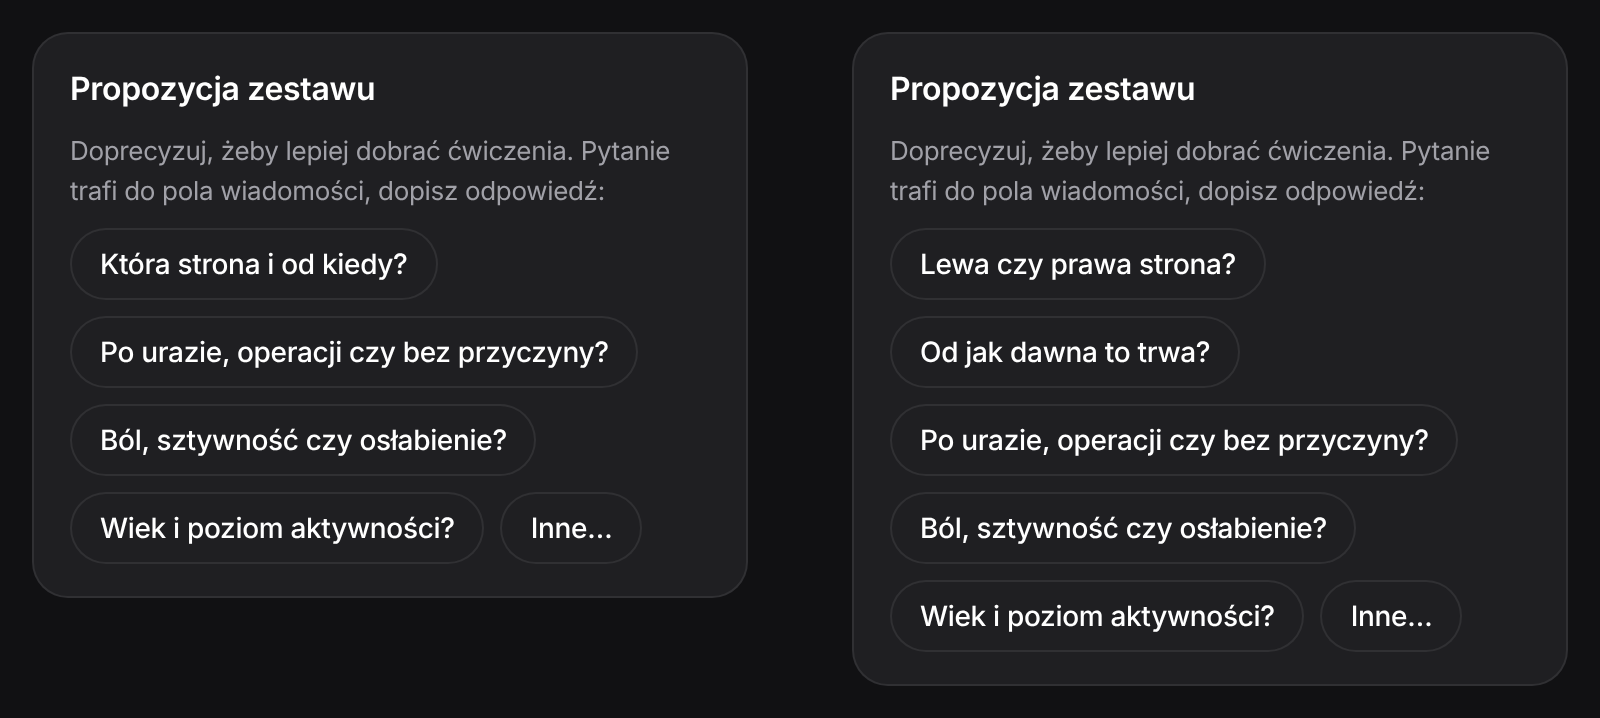 Propozycja zestawu
Doprecyzuj, żeby lepiej dobrać ćwiczenia. Pytanie
trafi do pola wiadomości, dopisz odpowiedź:
Która strona i od kiedy?
Po urazie, operacji czy bez przyczyny?
Ból, sztywność czy osłabienie?
Wiek i poziom aktywności?
Inne...
Propozycja zestawu
Doprecyzuj, żeby lepiej dobrać ćwiczenia. Pytanie
trafi do pola wiadomości, dopisz odpowiedź:
Lewa czy prawa strona?
Od jak dawna to trwa?
Po urazie, operacji czy bez przyczyny?
Ból, sztywność czy osłabienie?
Wiek i poziom aktywności?
Inne...